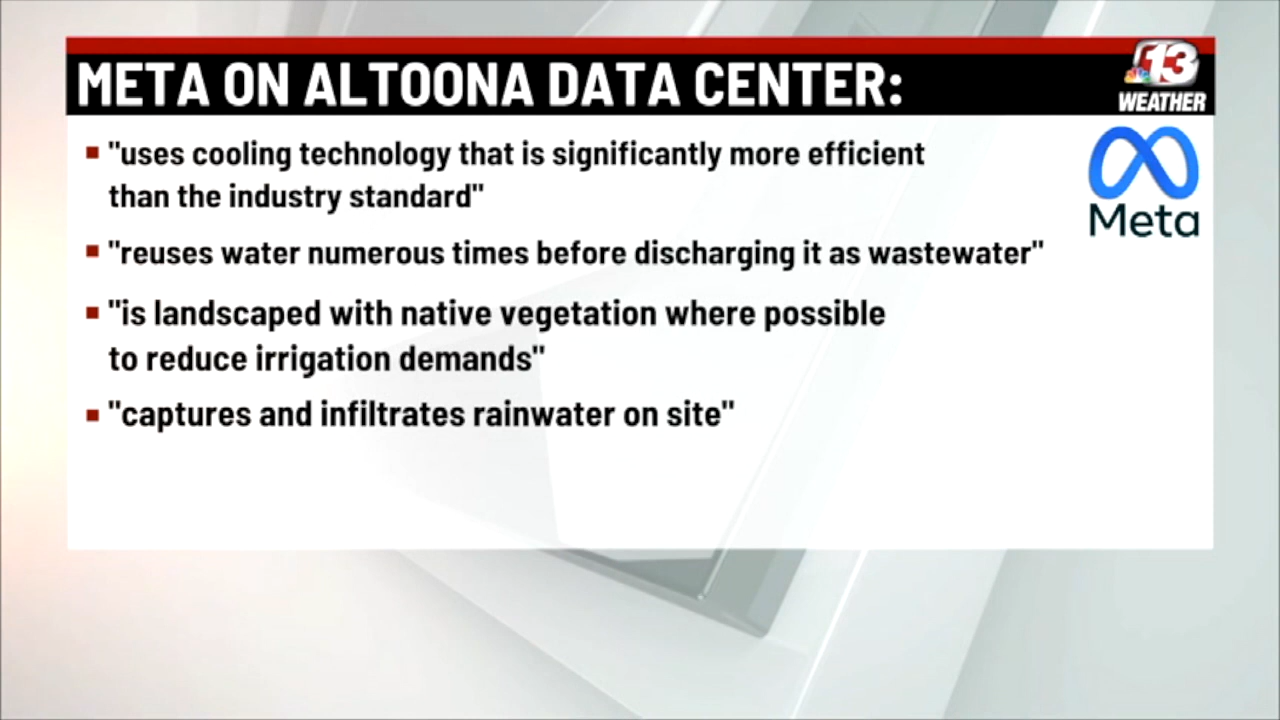 META ON ALTOONA DATA CENTER:
13
WEATHER
"uses cooling technology that is significantly more efficient
than the industry standard"
Meta
"reuses water numerous times before discharging it as wastewater"
"is landscaped with native vegetation where possible
to reduce irrigation demands"
"captures and infiltrates rainwater on site"